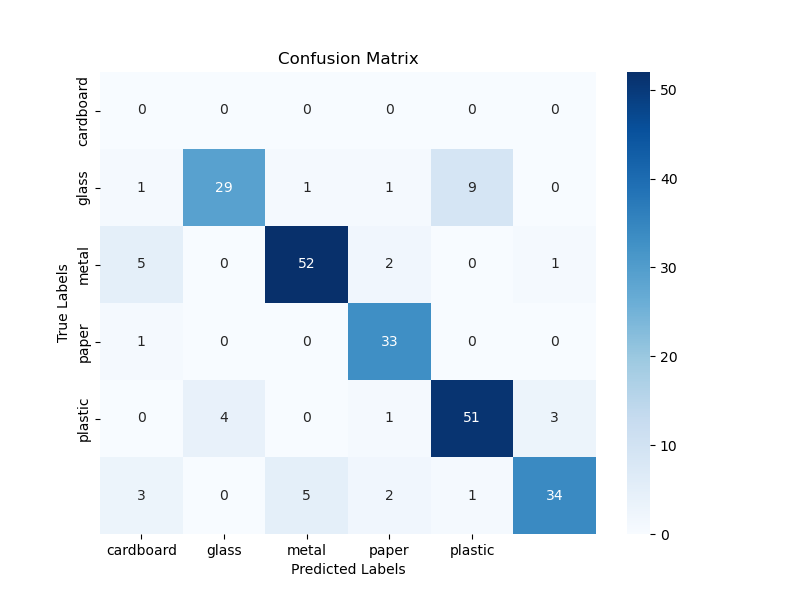 Confusion Matrix
True Labels
cardboard 0 0 0 0 0 0
glass 1 29 1 1 9 0
metal 5 0 52 2 0 1
paper 1 0 0 33 0 0
plastic 0 4 0 1 51 3
3 0 5 2 1 34
cardboard glass metal paper plastic
Predicted Labels
50
40
30
20
10
0